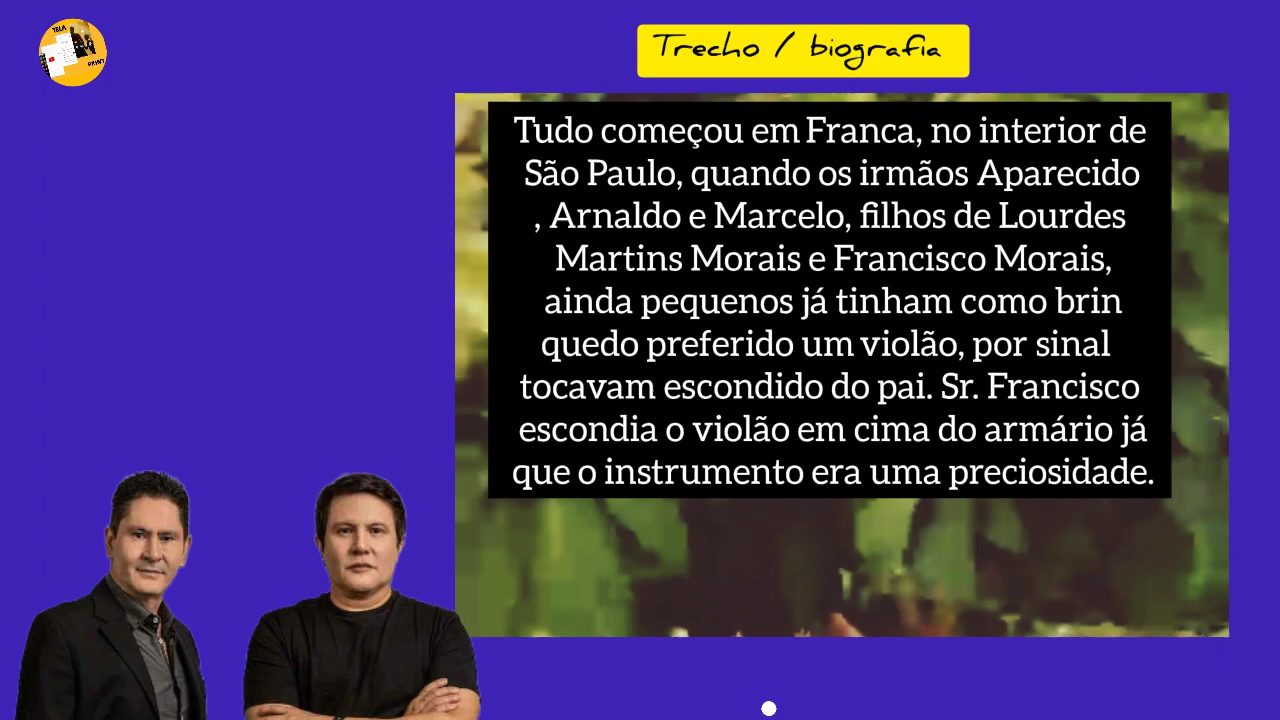 TELA
PRINT
Trecho / biografia
Tudo começou em Franca, no interior de
São Paulo, quando os irmãos Aparecido
, Arnaldo e Marcelo, filhos de Lourdes
Martins Morais e Francisco Morais,
ainda pequenos já tinham como brin
quedo preferido um violão, por sinal
tocavam escondido do pai. Sr. Francisco
escondia o violão em cima do armário já
que o instrumento era uma preciosidade.